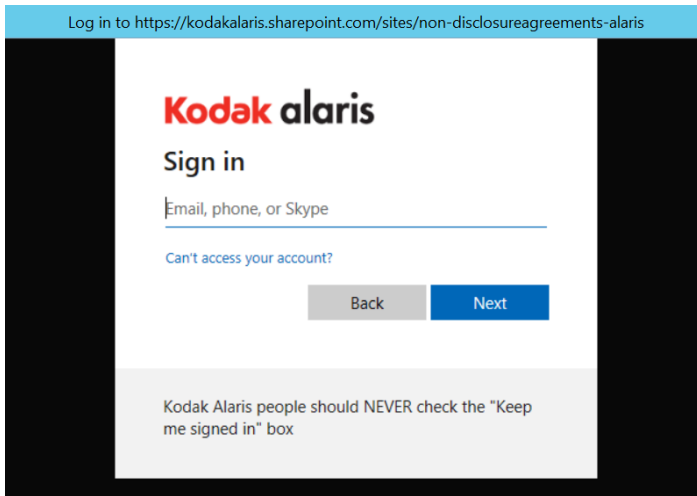 Log in to https://kodakalaris.sharepoint.com/sites/non-disclosureagreements-alaris
Kodak alaris
Sign in
Email, phone, or Skype
Can't access your account?
Back Next
Kodak Alaris people should NEVER check the "Keep
me signed in" box